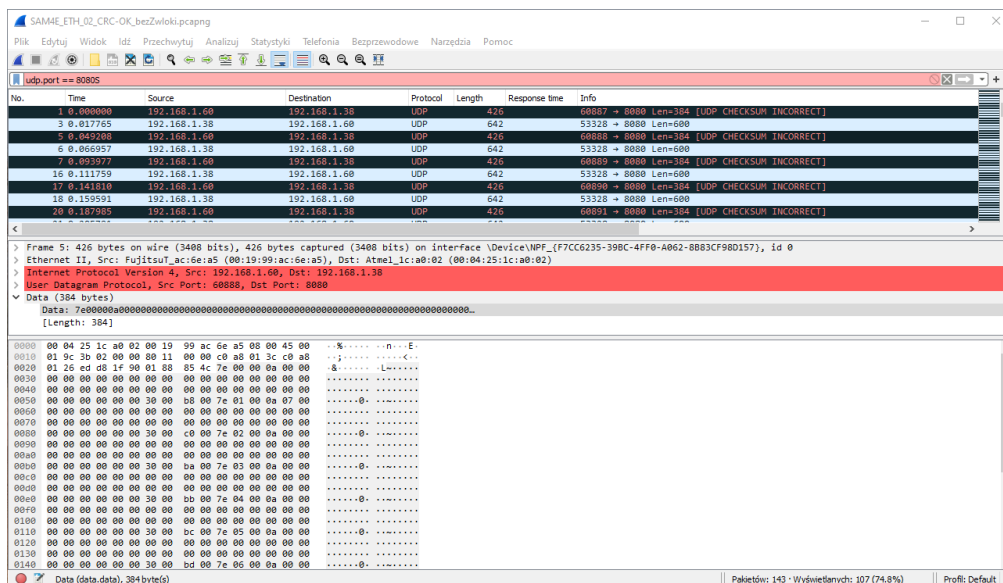 SAM4E_ETH_02_CRC-OK_bezZwloki.pcapng
Plik Edytuj Widok Idź Przechwytuj Analizuj Statystyki Telefonia Bezprzewodowe Narzędzia Pomoc
udp.port == 8080S
No. Time Source Destination Protocol Length Response time Info
1 0.000000 192.168.1.60 192.168.1.38 UDP 426 60887 → 8080 Len=384 [UDP CHECKSUM INCORRECT]
3 0.017765 192.168.1.38 192.168.1.60 UDP 642 53328 → 8080 Len=600
5 0.049208 192.168.1.60 192.168.1.38 UDP 426 60888 → 8080 Len=384 [UDP CHECKSUM INCORRECT]
6 0.066957 192.168.1.38 192.168.1.60 UDP 642 53328 → 8080 Len=600
7 0.093977 192.168.1.60 192.168.1.38 UDP 426 60889 → 8080 Len=384 [UDP CHECKSUM INCORRECT]
16 0.111759 192.168.1.38 192.168.1.60 UDP 642 53328 → 8080 Len=600
17 0.141810 192.168.1.60 192.168.1.38 UDP 426 60890 → 8080 Len=384 [UDP CHECKSUM INCORRECT]
18 0.159591 192.168.1.38 192.168.1.60 UDP 642 53328 → 8080 Len=600
20 0.187985 192.168.1.60 192.168.1.38 UDP 426 60891 → 8080 Len=384 [UDP CHECKSUM INCORRECT]
Frame 5: 426 bytes on wire (3408 bits), 426 bytes captured (3408 bits) on interface \Device\NPF_{F7CC6235-39BC-4FF0-A062-8B83CF98D157}, id 0
Ethernet II, Src: FujitsuT_ac:6e:a5 (00:19:99:ac:6e:a5), Dst: Atmel_1c:a0:02 (00:04:25:1c:a0:02)
Internet Protocol Version 4, Src: 192.168.1.60, Dst: 192.168.1.38
User Datagram Protocol, Src Port: 60888, Dst Port: 8080
Data (384 bytes)
Data: 7e00000a00000000000000000000000000000000000000000000000000000000000000000000…
[Length: 384]
0000 00 04 25 1c a0 02 00 19 99 ac 6e a5 08 00 45 00 ··%····· ··n···E·
0010 01 9c 3b 02 00 00 80 11 00 00 c0 a8 01 3c c0 a8 ··;····· ·····<··
0020 01 26 ed d8 1f 90 01 88 85 4c 7e 00 00 0a 00 00 ·&······ ·L~·····
0030 00 00 00 00 00 00 00 00 00 00 00 00 00 00 00 00 ········ ········
0040 00 00 00 00 00 00 00 00 00 00 00 00 00 00 00 00 ········ ········
0050 00 00 00 00 00 00 30 00 b8 00 7e 01 00 0a 07 00 ······0· ··~·····
0060 00 00 00 00 00 00 00 00 00 00 00 00 00 00 00 00 ········ ········
0070 00 00 00 00 00 00 00 00 00 00 00 00 00 00 00 00 ········ ········
0080 00 00 00 00 00 00 30 00 c0 00 7e 02 00 0a 00 00 ······0· ··~·····
0090 00 00 00 00 00 00 00 00 00 00 00 00 00 00 00 00 ········ ········
00a0 00 00 00 00 00 00 00 00 00 00 00 00 00 00 00 00 ········ ········
00b0 00 00 00 00 00 00 30 00 ba 00 7e 03 00 0a 00 00 ······0· ··~·····
00c0 00 00 00 00 00 00 00 00 00 00 00 00 00 00 00 00 ········ ········
00d0 00 00 00 00 00 00 00 00 00 00 00 00 00 00 00 00 ········ ········
00e0 00 00 00 00 00 00 30 00 bb 00 7e 04 00 0a 00 00 ······0· ··~·····
00f0 00 00 00 00 00 00 00 00 00 00 00 00 00 00 00 00 ········ ········
0100 00 00 00 00 00 00 00 00 00 00 00 00 00 00 00 00 ········ ········
0110 00 00 00 00 00 00 30 00 bc 00 7e 05 00 0a 00 00 ······0· ··~·····
0120 00 00 00 00 00 00 00 00 00 00 00 00 00 00 00 00 ········ ········
0130 00 00 00 00 00 00 00 00 00 00 00 00 00 00 00 00 ········ ········
0140 00 00 00 00 00 00 30 00 bd 00 7e 06 00 0a 00 00 ······0· ··~·····
Data (data.data), 384 byte(s) Pakietów: 143 · Wyświetlanych: 107 (74.8%) Profil: Default